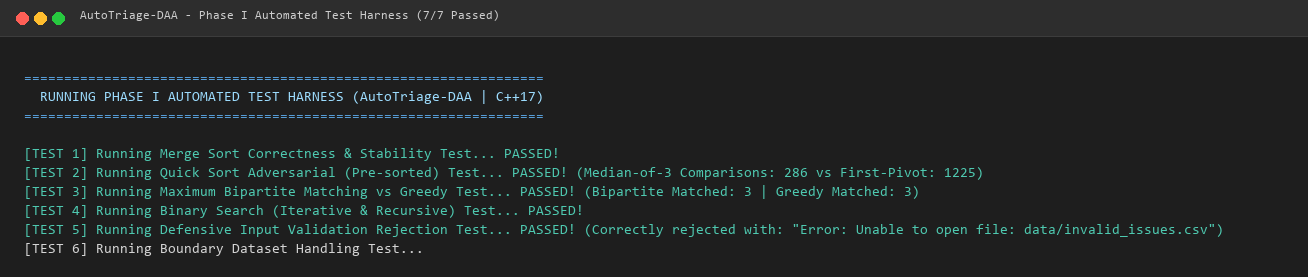 AutoTriage-DAA - Phase I Automated Test Harness (7/7 Passed)
=================================================================
RUNNING PHASE I AUTOMATED TEST HARNESS (AutoTriage-DAA | C++17)
=================================================================
[TEST 1] Running Merge Sort Correctness & Stability Test... PASSED!
[TEST 2] Running Quick Sort Adversarial (Pre-sorted) Test... PASSED! (Median-of-3 Comparisons: 286 vs First-Pivot: 1225)
[TEST 3] Running Maximum Bipartite Matching vs Greedy Test... PASSED! (Bipartite Matched: 3 | Greedy Matched: 3)
[TEST 4] Running Binary Search (Iterative & Recursive) Test... PASSED!
[TEST 5] Running Defensive Input Validation Rejection Test... PASSED! (Correctly rejected with: "Error: Unable to open file: data/invalid_issues.csv")
[TEST 6] Running Boundary Dataset Handling Test...